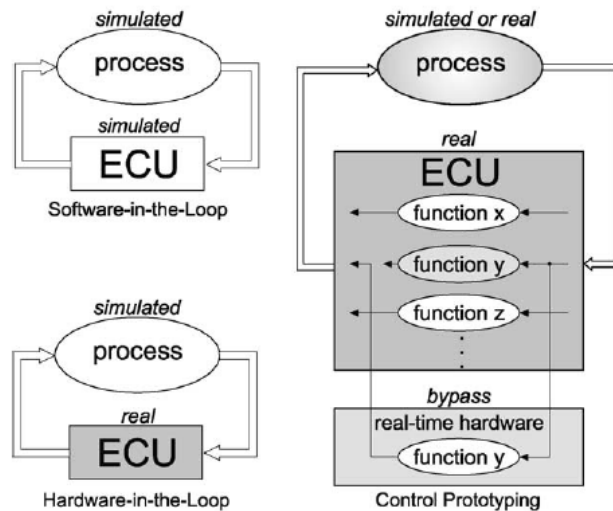 simulated
process
simulated
ECU
Software-in-the-Loop
simulated
process
real
ECU
Hardware-in-the-Loop
simulated or real
process
real
ECU
function x
function y
function z
bypass
real-time hardware
function y
Control Prototyping